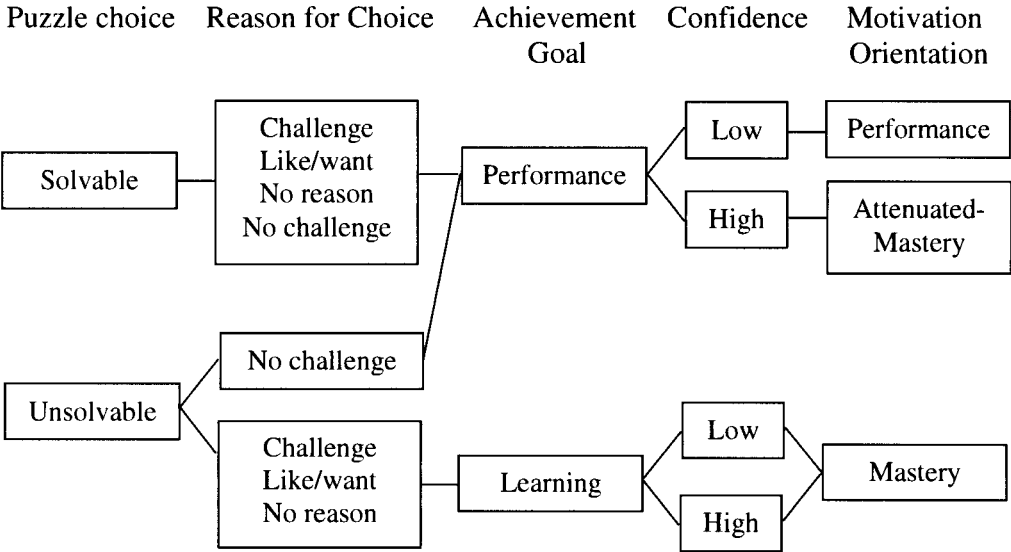 Puzzle choice Reason for Choice Achievement Goal Confidence Motivation Orientation
Solvable
Challenge
Like/want
No reason
No challenge
Performance
Low
Performance
High
Attenuated-
Mastery
Unsolvable
No challenge
Challenge
Like/want
No reason
Learning
Low
High
Mastery